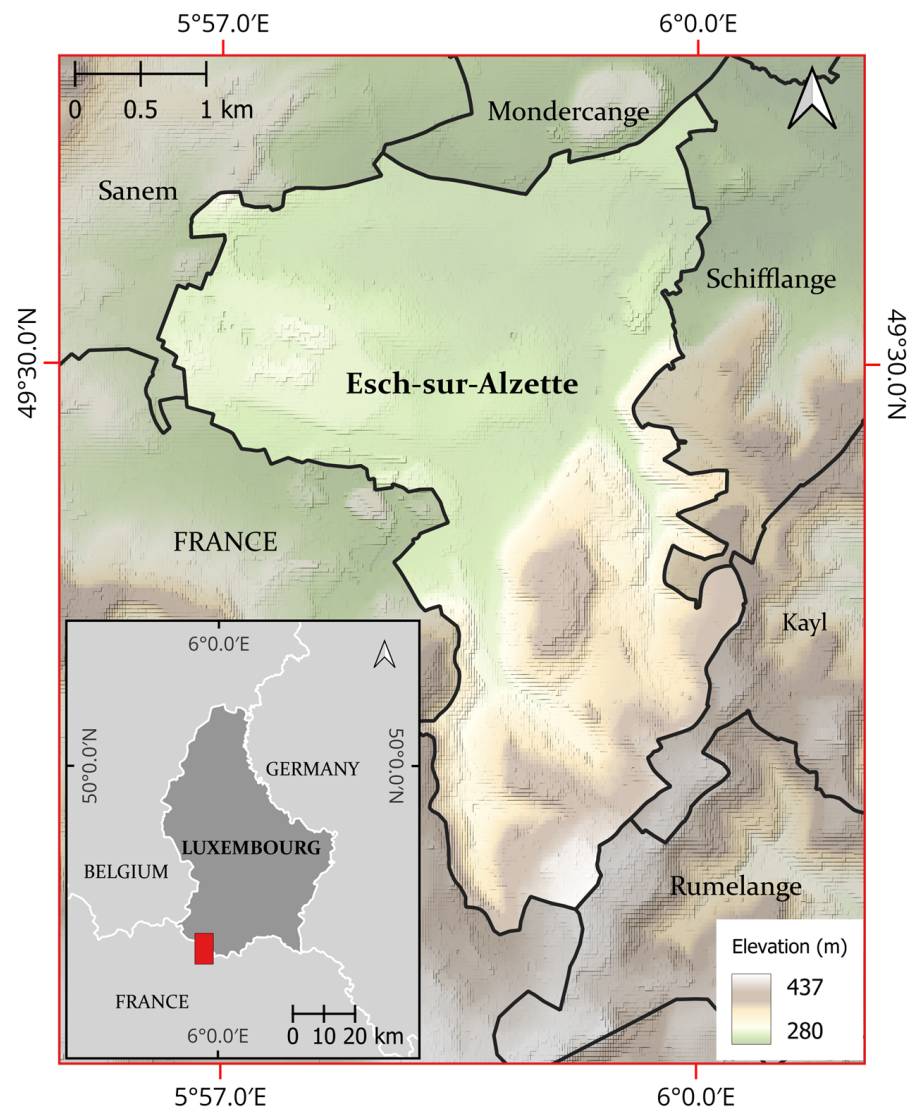 5°57.0′E
6°0.0′E
0
0.5
1 km
Mondercange
Sanem
Schifflange
49°30.0′N
49°30.0′N
Esch-sur-Alzette
FRANCE
Kayl
6°0.0′E
50°0.0′N
50°0.0′N
GERMANY
LUXEMBOURG
BELGIUM
FRANCE
0
10
20 km
6°0.0′E
Rumelange
Elevation (m)
437
280
5°57.0′E
6°0.0′E